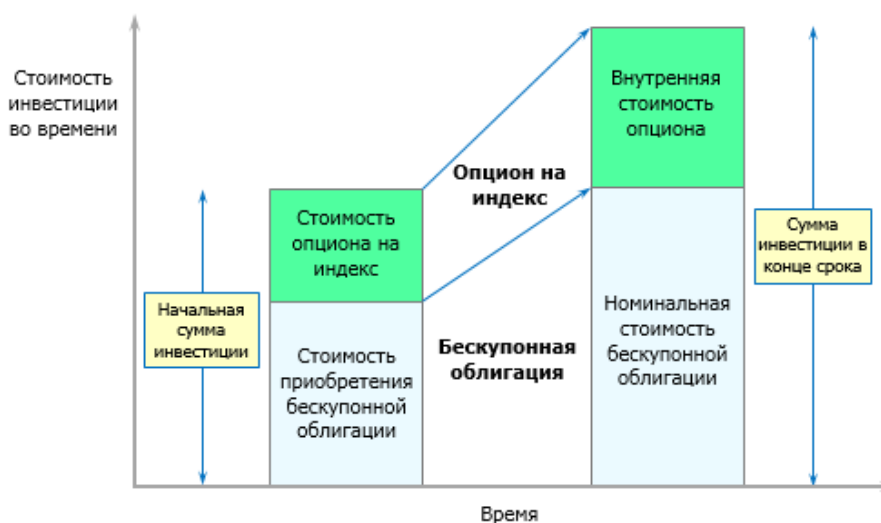 Стоимость
инвестиции
во времени
Начальная
сумма
инвестиции
Стоимость
опциона на
индекс
Стоимость
приобретения
бескупонной
облигации
Опцион на
индекс
Бескупонная
облигация
Внутренняя
стоимость
опциона
Номинальная
стоимость
бескупонной
облигации
Сумма
инвестиции в
конце срока
Время